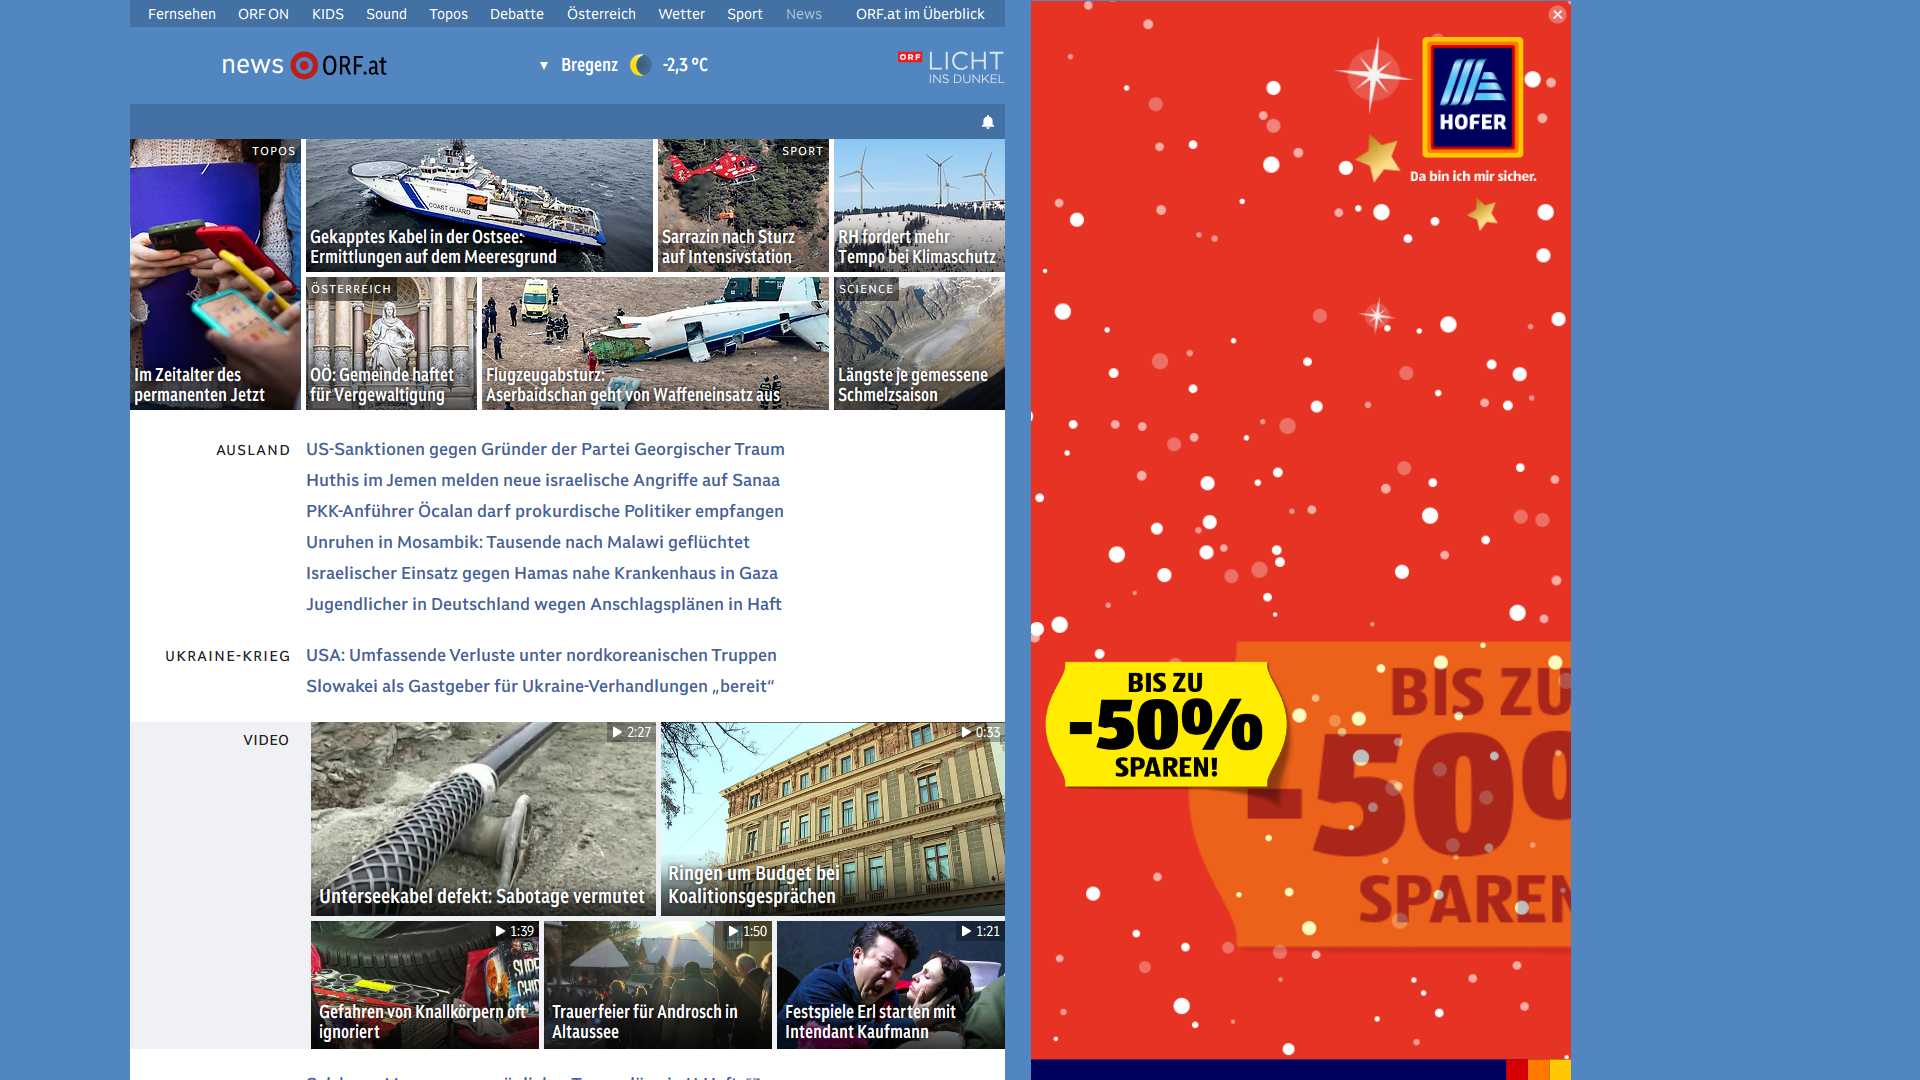 Fernsehen ORF ON KIDS Sound Topos Debatte Österreich Wetter Sport News ORF.at im Überblick
news ORF.at
▼ Bregenz -2,3 °C
ORF LICHT
INS DUNKEL
TOPOS
Im Zeitalter des
permanenten Jetzt
COAST GUARD
Gekapptes Kabel in der Ostsee:
Ermittlungen auf dem Meeresgrund
SPORT
Sarrazin nach Sturz
auf Intensivstation
RH fordert mehr
Tempo bei Klimaschutz
ÖSTERREICH
OÖ: Gemeinde haftet
für Vergewaltigung
Flugzeugabsturz:
Aserbaidschan geht von Waffeneinsatz aus
SCIENCE
Längste je gemessene
Schmelzsaison
AUSLAND
US-Sanktionen gegen Gründer der Partei Georgischer Traum
Huthis im Jemen melden neue israelische Angriffe auf Sanaa
PKK-Anführer Öcalan darf prokurdische Politiker empfangen
Unruhen in Mosambik: Tausende nach Malawi geflüchtet
Israelischer Einsatz gegen Hamas nahe Krankenhaus in Gaza
Jugendlicher in Deutschland wegen Anschlagsplänen in Haft
UKRAINE-KRIEG
USA: Umfassende Verluste unter nordkoreanischen Truppen
Slowakei als Gastgeber für Ukraine-Verhandlungen „bereit“
VIDEO
2:27
Unterseekabel defekt: Sabotage vermutet
0:33
Ringen um Budget bei
Koalitionsgesprächen
1:39
Gefahren von Knallkörpern oft
ignoriert
1:50
Trauerfeier für Androsch in
Altaussee
1:21
Festspiele Erl starten mit
Intendant Kaufmann
HOFER
Da bin ich mir sicher.
BIS ZU
-50%
SPAREN!
BIS ZU
-50
SPAREN